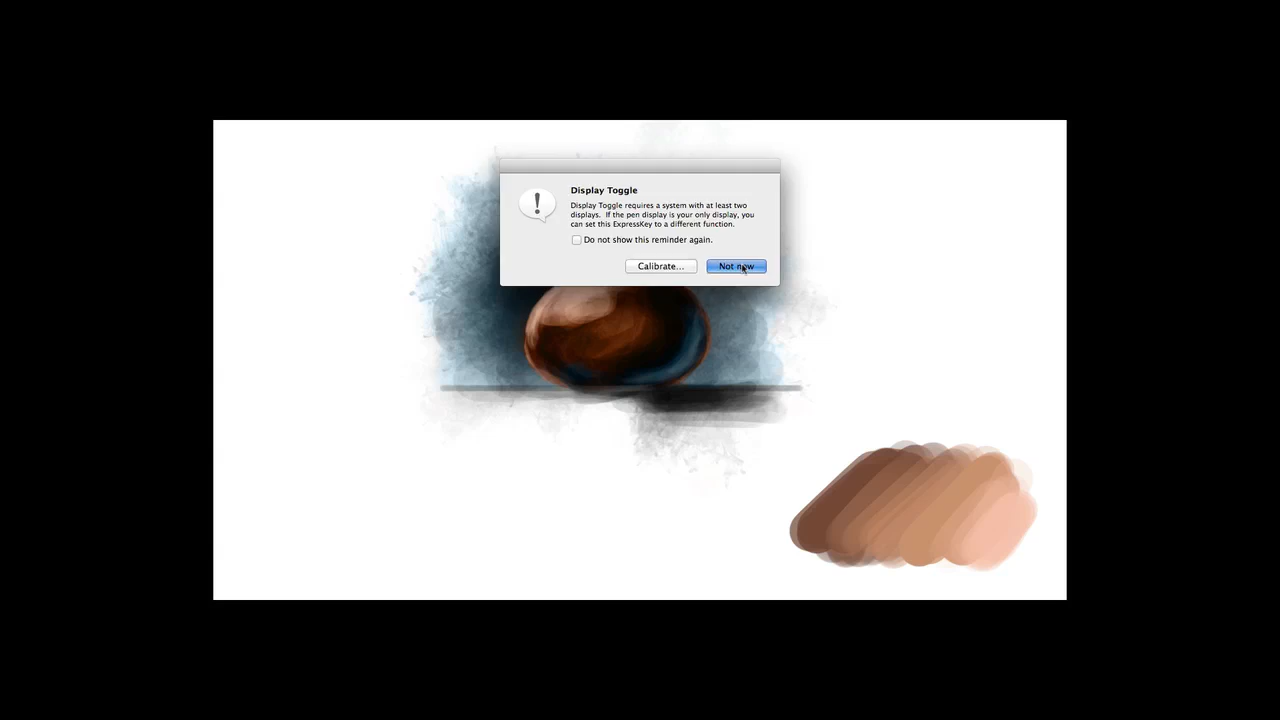 Display Toggle
Display Toggle requires a system with at least two
displays. If the pen display is your only display, you
can set this ExpressKey to a different function.
Do not show this reminder again.
Calibrate... Not now